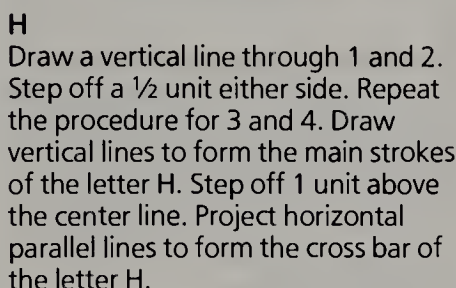 H
Draw a vertical line through 1 and 2.
Step off a ½ unit either side. Repeat
the procedure for 3 and 4. Draw
vertical lines to form the main strokes
of the letter H. Step off 1 unit above
the center line. Project horizontal
parallel lines to form the cross bar of
the letter H.